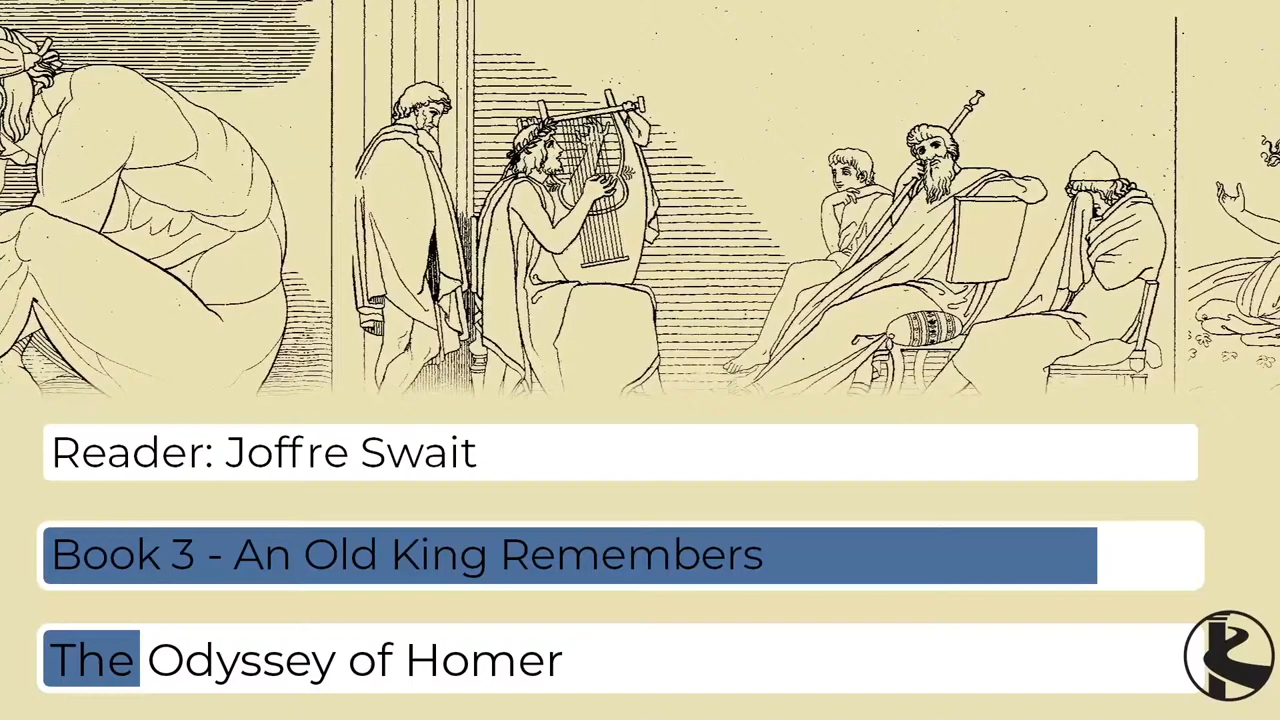 Reader: Joffre Swait
Book 3 - An Old King Remembers
The Odyssey of Homer